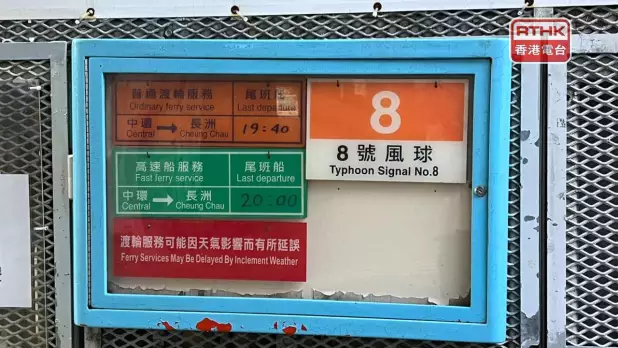 RTHK
香港電台
普通渡輪服務
Ordinary ferry service
尾班船
Last departure
中環 → 長洲
Central Cheung Chau
19:40
8
8號風球
Typhoon Signal No.8
高速船服務
Fast ferry service
尾班船
Last departure
中環 → 長洲
Central Cheung Chau
20:00
渡輪服務可能因天氣影響而有所延誤
Ferry Services May Be Delayed By Inclement Weather